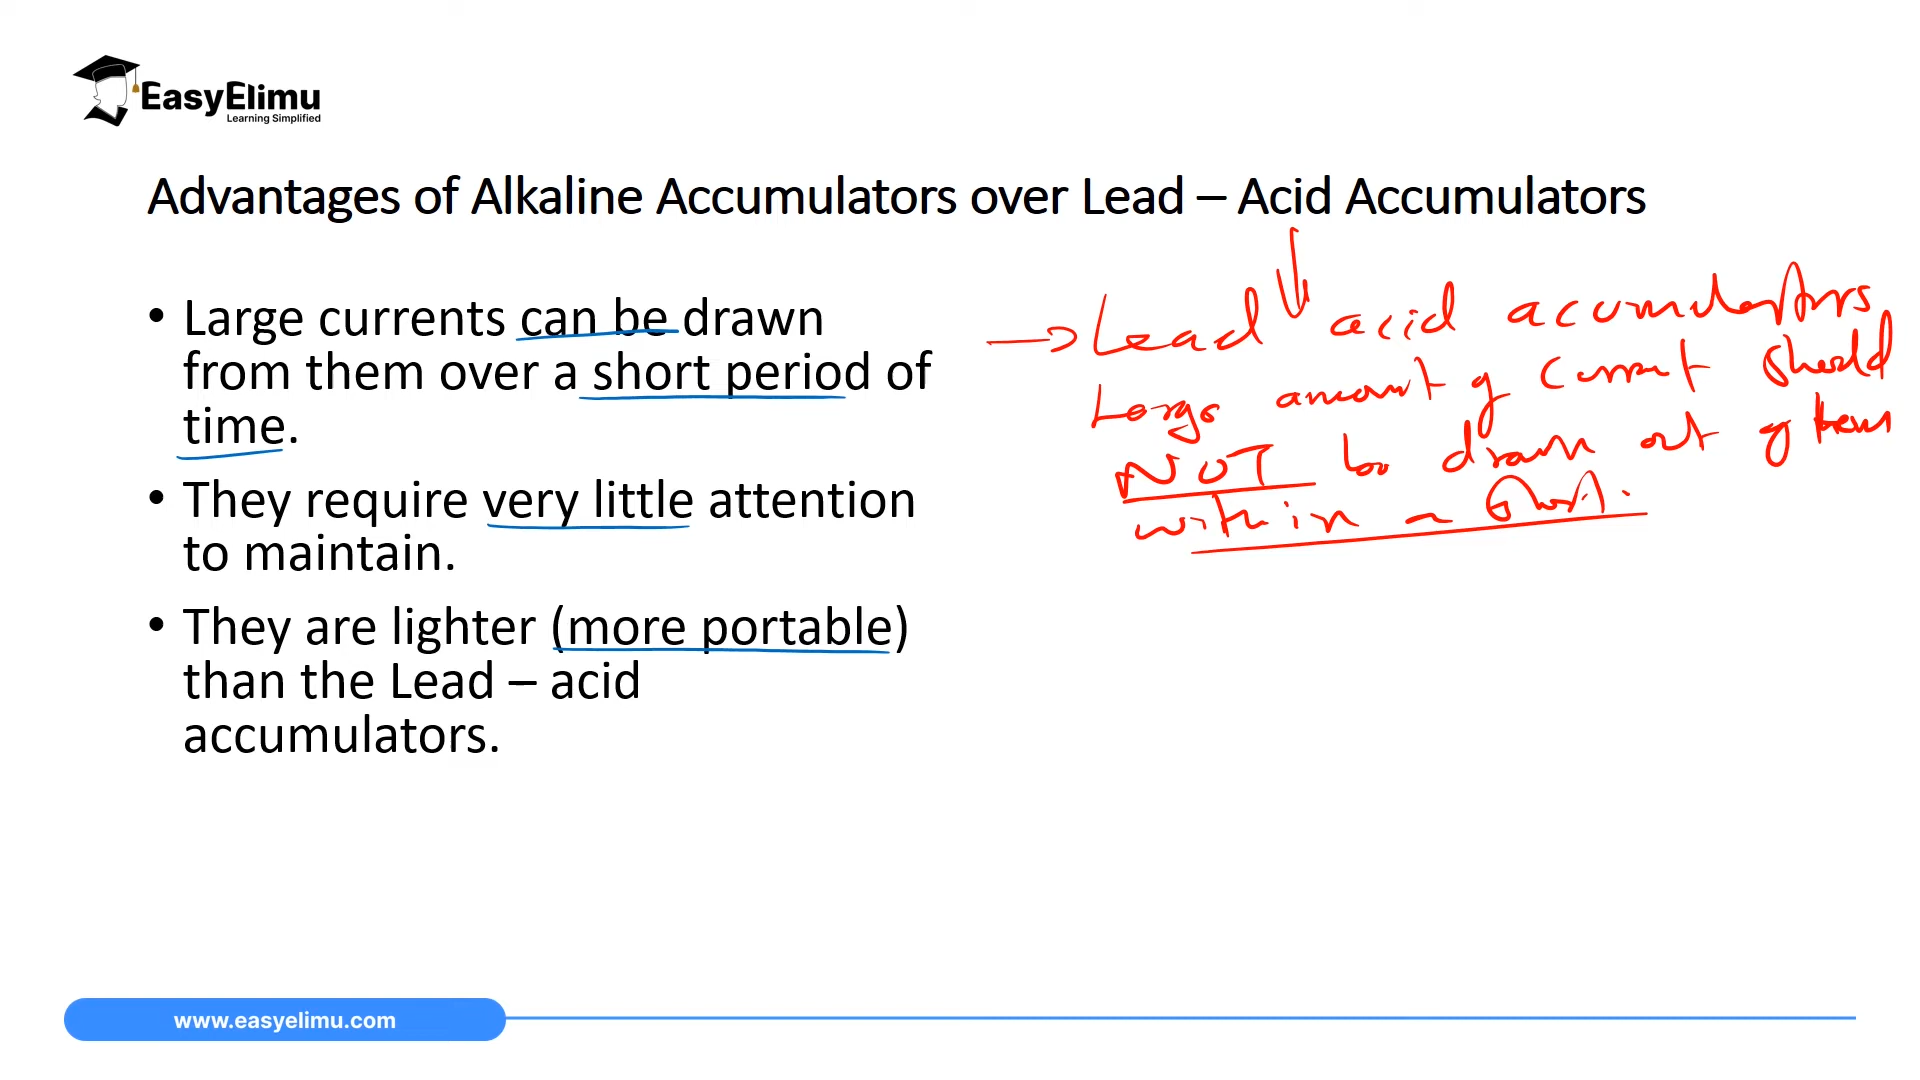 EasyElimu
Learning Simplified
Advantages of Alkaline Accumulators over Lead – Acid Accumulators
• Large currents can be drawn
from them over a short period of
time.
• They require very little attention
to maintain.
• They are lighter (more portable)
than the Lead – acid
accumulators.
→ Lead acid accumulators
Large amount of current should
NOT be drawn out of them
within a short.
www.easyelimu.com